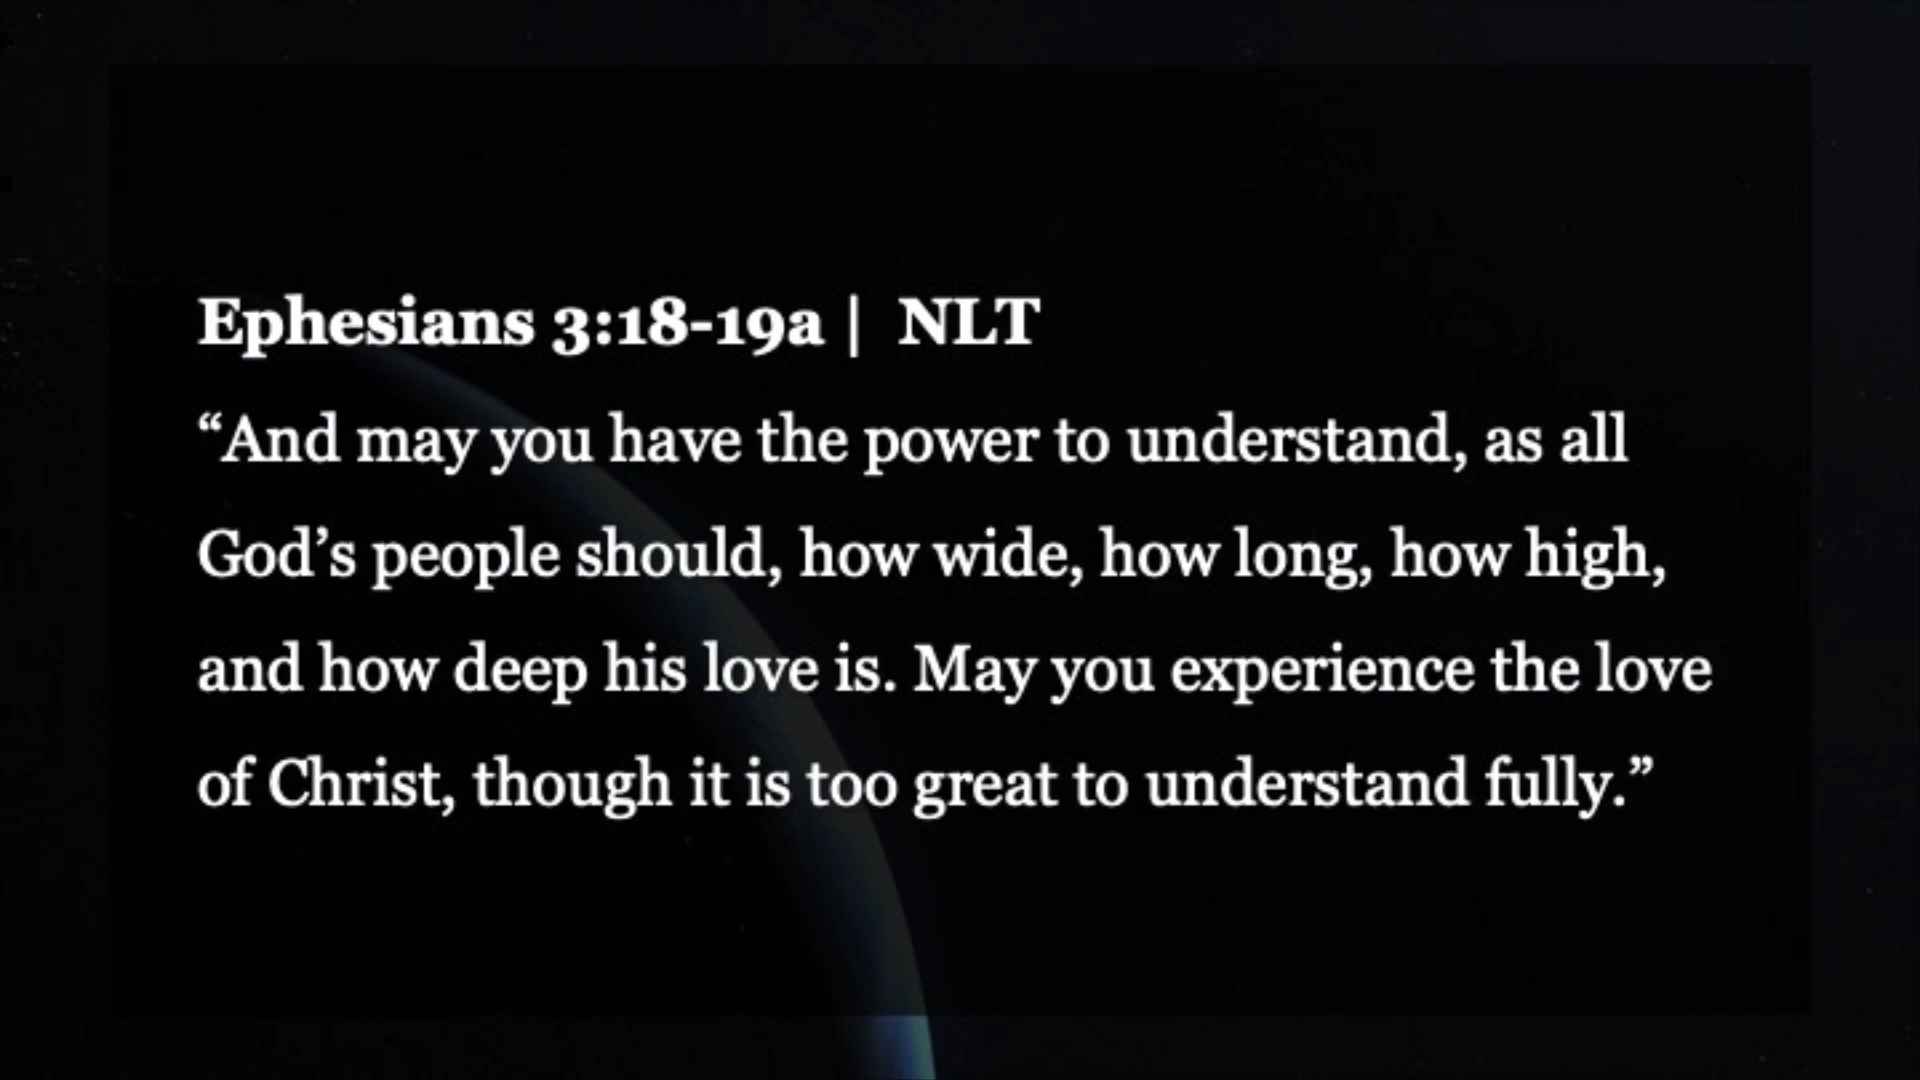 Ephesians 3:18-19a |  NLT
“And may you have the power to understand, as all
God’s people should, how wide, how long, how high,
and how deep his love is. May you experience the love
of Christ, though it is too great to understand fully.”